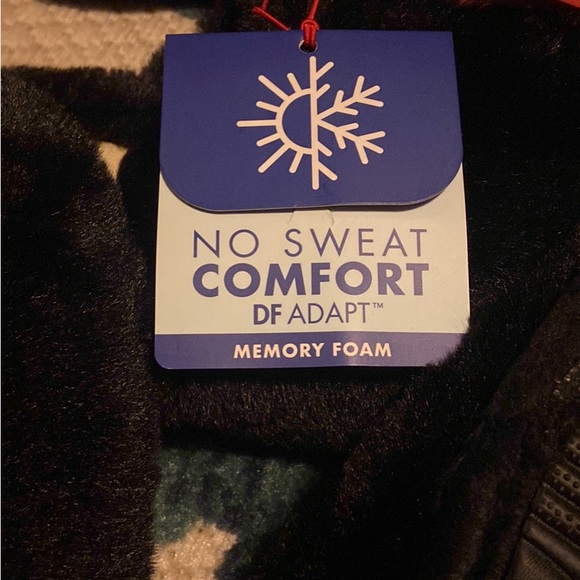 NO SWEAT
COMFORT
DF ADAPT™
MEMORY FOAM